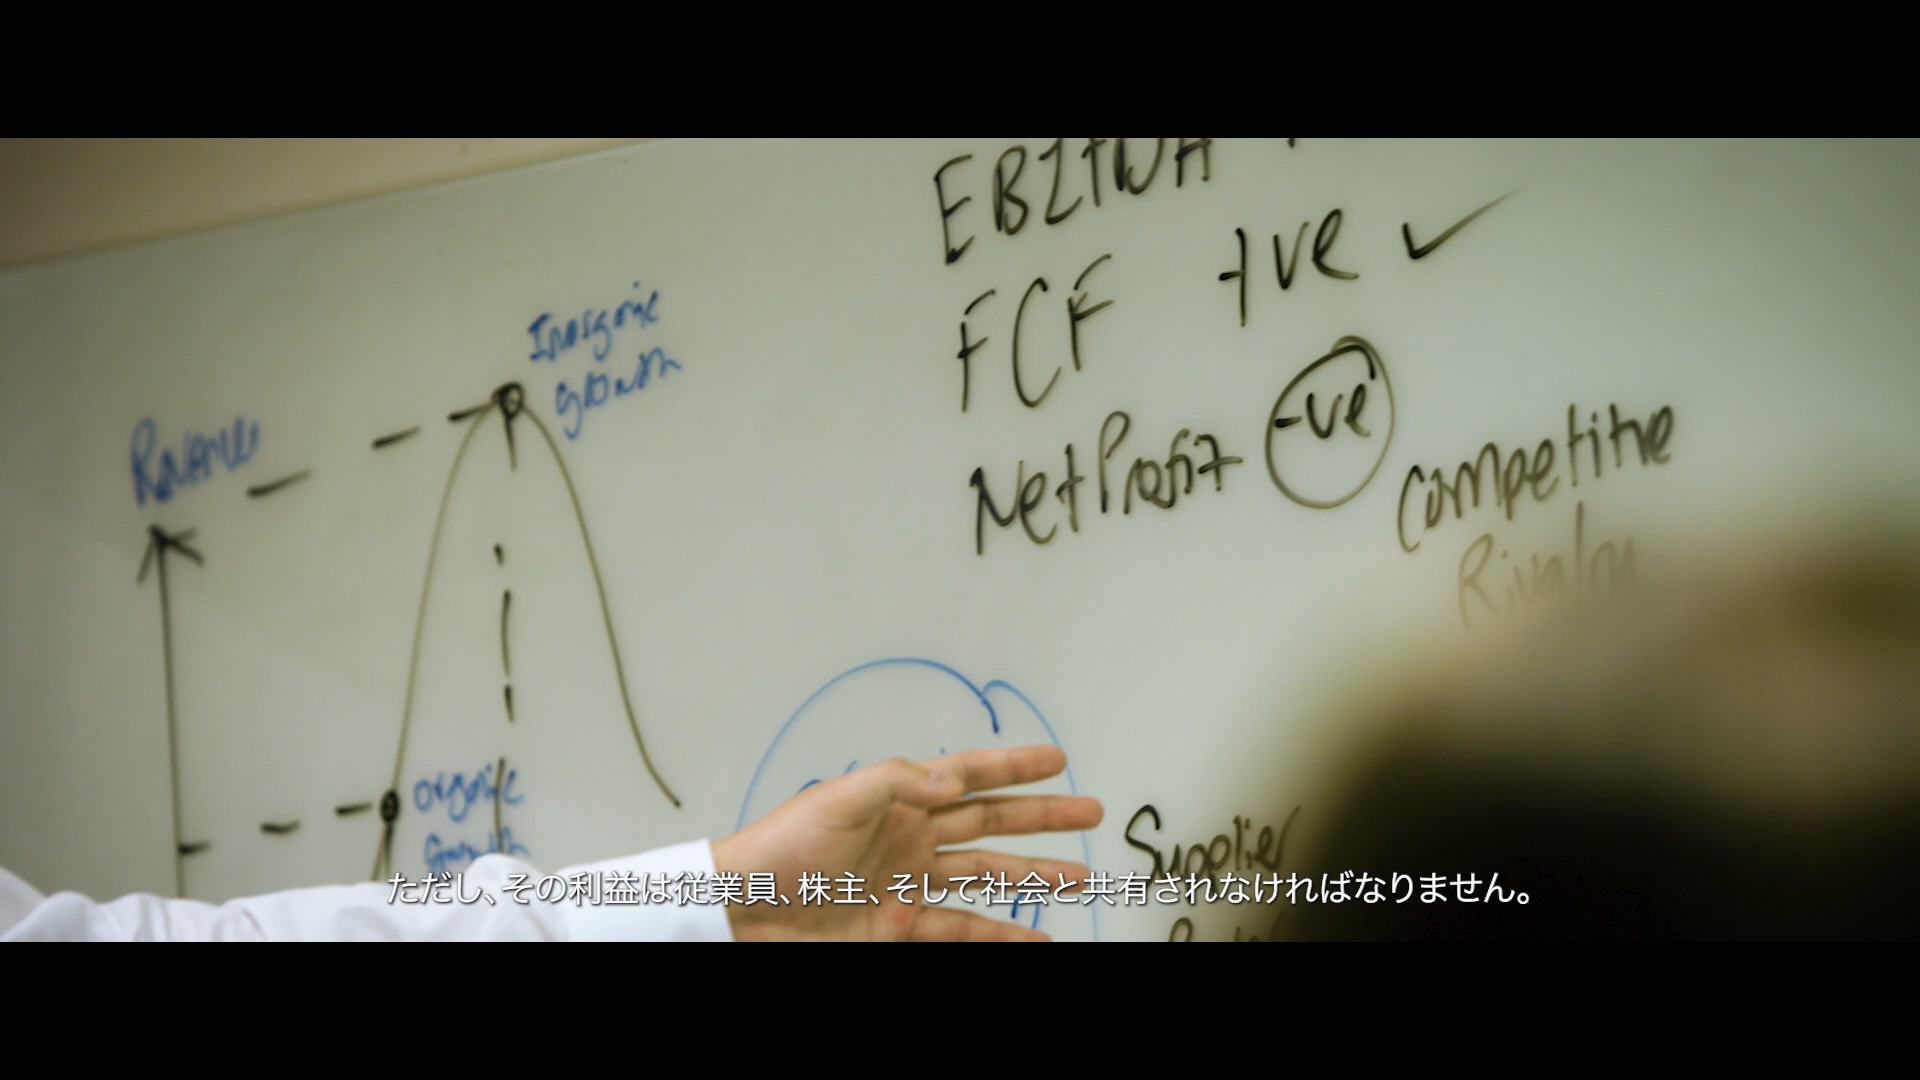 Revenue
Inorganic
growth
organic
Growth
EBITDA
FCF +ve ✓
Net Profit -ve
Competitive
Rivalry
Supplier
ただし、その利益は従業員、株主、そして社会と共有されなければなりません。